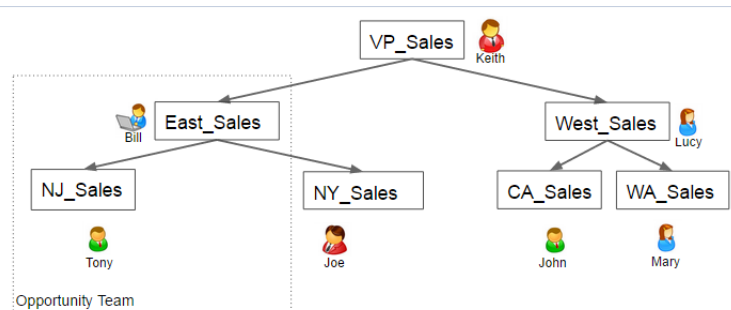 VP_Sales
Keith
East_Sales
Bill
West_Sales
Lucy
NJ_Sales
NY_Sales
CA_Sales
WA_Sales
Tony
Joe
John
Mary
Opportunity Team